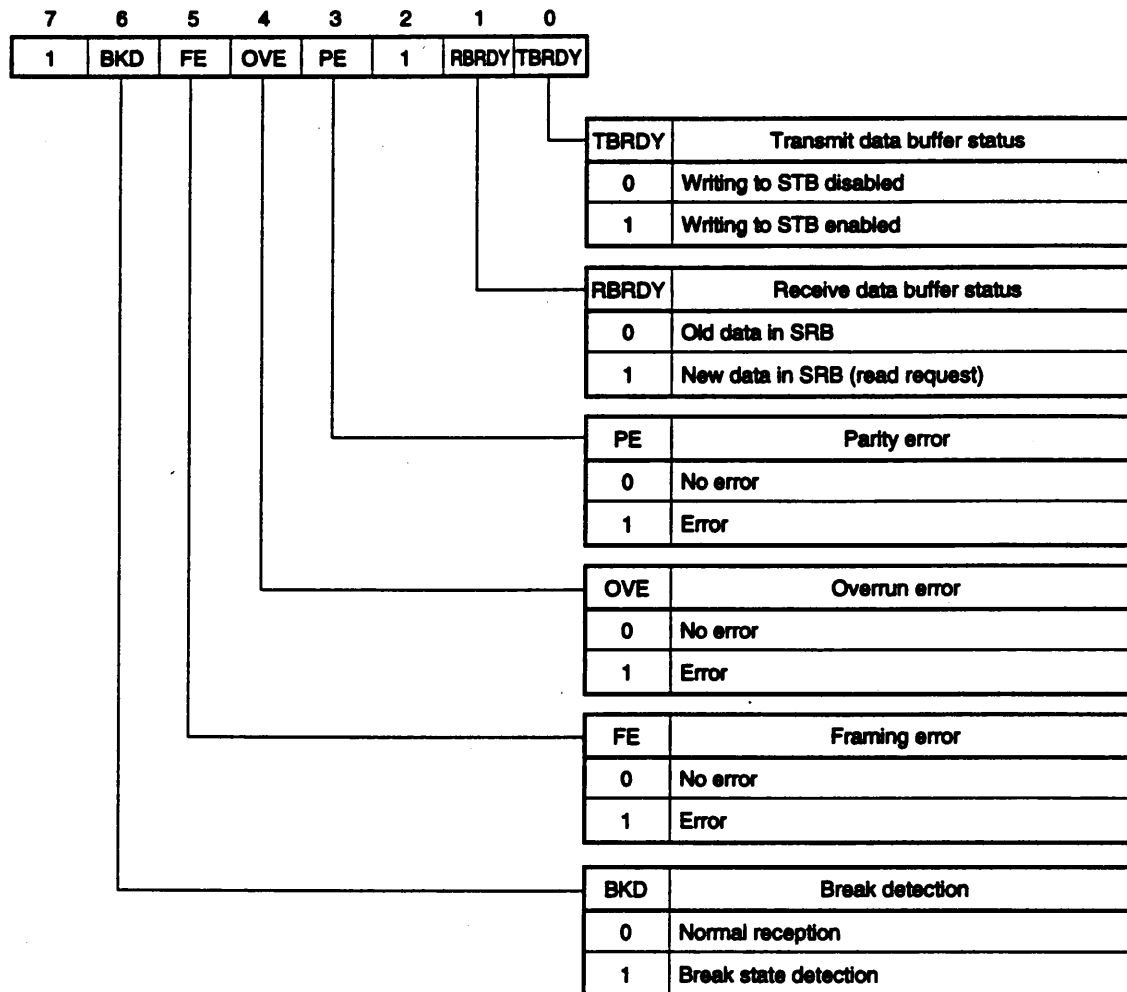 7 6 5 4 3 2 1 0
1 BKD FE OVE PE 1 RBRDY TBRDY
TBRDY Transmit data buffer status
0 Writing to STB disabled
1 Writing to STB enabled
RBRDY Receive data buffer status
0 Old data in SRB
1 New data in SRB (read request)
PE Parity error
0 No error
1 Error
OVE Overrun error
0 No error
1 Error
FE Framing error
0 No error
1 Error
BKD Break detection
0 Normal reception
1 Break state detection